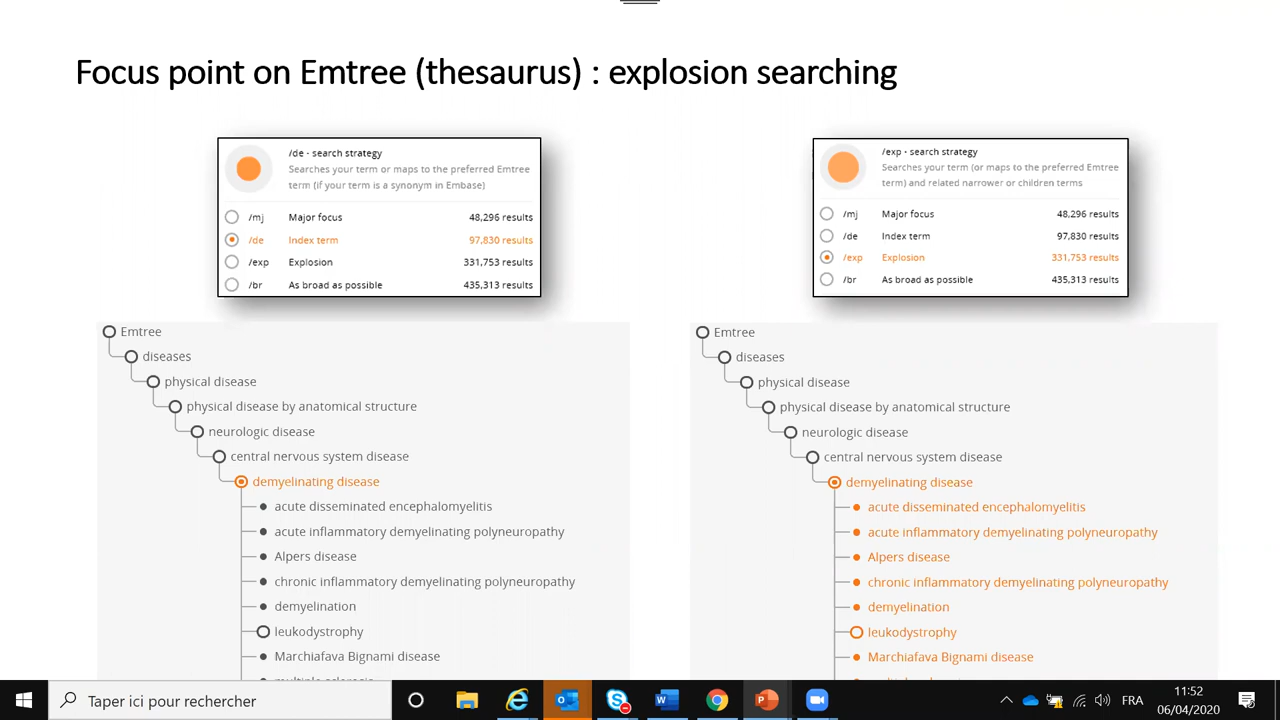 Focus point on Emtree (thesaurus) : explosion searching
/de - search strategy
Searches your term or maps to the preferred Emtree
term (if your term is a synonym in Embase)
/mj Major focus 48,296 results
/de Index term 97,830 results
/exp Explosion 331,753 results
/br As broad as possible 435,313 results
/exp - search strategy
Searches your term (or maps to the preferred Emtree
term) and related narrower or children terms
/mj Major focus 48,296 results
/de Index term 97,830 results
/exp Explosion 331,753 results
/br As broad as possible 435,313 results
Emtree
diseases
physical disease
physical disease by anatomical structure
neurologic disease
central nervous system disease
demyelinating disease
acute disseminated encephalomyelitis
acute inflammatory demyelinating polyneuropathy
Alpers disease
chronic inflammatory demyelinating polyneuropathy
demyelination
leukodystrophy
Marchiafava Bignami disease
Emtree
diseases
physical disease
physical disease by anatomical structure
neurologic disease
central nervous system disease
demyelinating disease
acute disseminated encephalomyelitis
acute inflammatory demyelinating polyneuropathy
Alpers disease
chronic inflammatory demyelinating polyneuropathy
demyelination
leukodystrophy
Marchiafava Bignami disease
Taper ici pour rechercher
FRA
11:52
06/04/2020